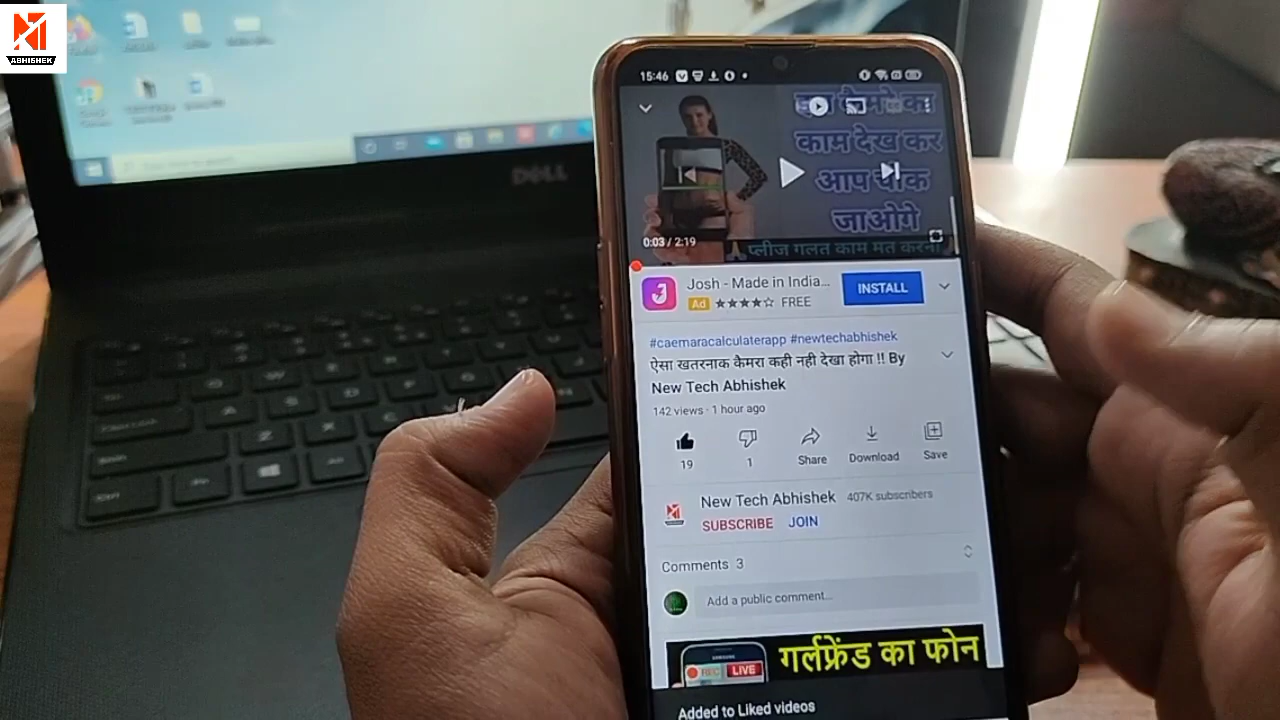 ABHISHEK
DELL
15:46
काम देख कर
आप चौक
जाओगे
प्लीज गलत काम मत करना
0:03 / 2:19
Josh - Made in India...
Ad FREE
INSTALL
#caemaracalculaterapp #newtechabhishek
ऐसा खतरनाक कैमरा कही नही देखा होगा !! By
New Tech Abhishek
142 views · 1 hour ago
19
1
Share
Download
Save
New Tech Abhishek 407K subscribers
SUBSCRIBE JOIN
Comments 3
Add a public comment...
गर्लफ्रेंड का फोन
REC LIVE
Added to Liked videos